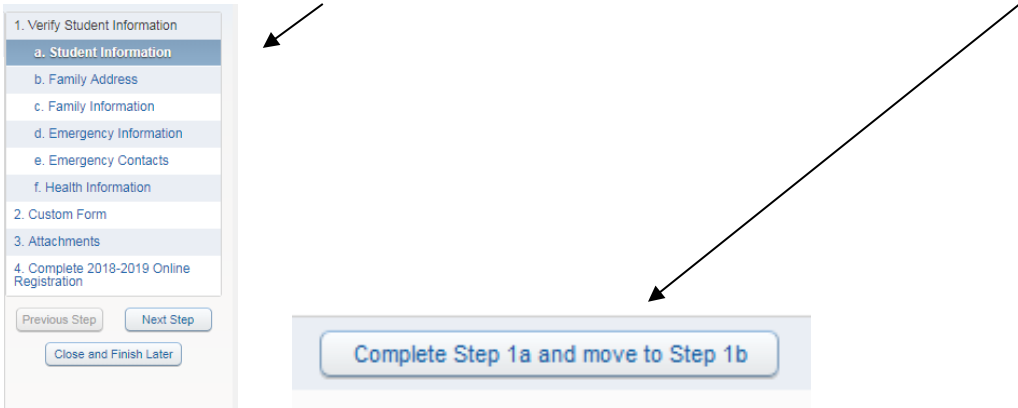 1. Verify Student Information
a. Student Information
b. Family Address
c. Family Information
d. Emergency Information
e. Emergency Contacts
f. Health Information
2. Custom Form
3. Attachments
4. Complete 2018-2019 Online
Registration
Previous Step Next Step
Close and Finish Later
Complete Step 1a and move to Step 1b